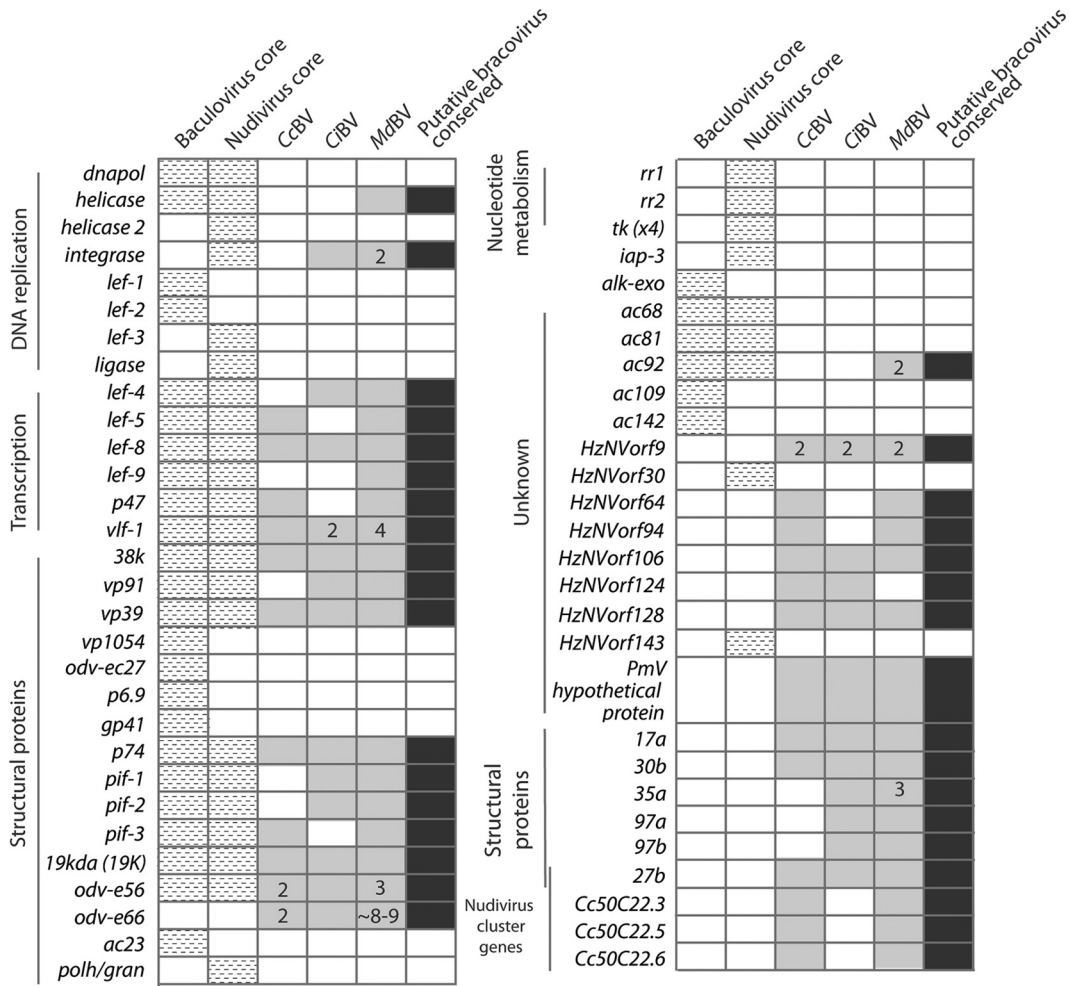 Baculovirus core
Nudivirus core
CcBV
CiBV
MdBV
Putative bracovirus
conserved
DNA replication
dnapol
helicase
helicase 2
integrase 2
lef-1
lef-2
lef-3
ligase
Transcription
lef-4
lef-5
lef-8
lef-9
p47
vlf-1 2 4
Structural proteins
38k
vp91
vp39
vp1054
odv-ec27
p6.9
gp41
p74
pif-1
pif-2
pif-3
19kda (19K)
odv-e56 2 3
odv-e66 2 ~8-9
ac23
polh/gran
Baculovirus core
Nudivirus core
CcBV
CiBV
MdBV
Putative bracovirus
conserved
Nucleotide
metabolism
rr1
rr2
tk (x4)
iap-3
alk-exo
Unknown
ac68
ac81
ac92 2
ac109
ac142
HzNVorf9 2 2 2
HzNVorf30
HzNVorf64
HzNVorf94
HzNVorf106
HzNVorf124
HzNVorf128
HzNVorf143
PmV
hypothetical
protein
Structural
proteins
17a
30b
35a 3
97a
97b
27b
Nudivirus
cluster
genes
Cc50C22.3
Cc50C22.5
Cc50C22.6